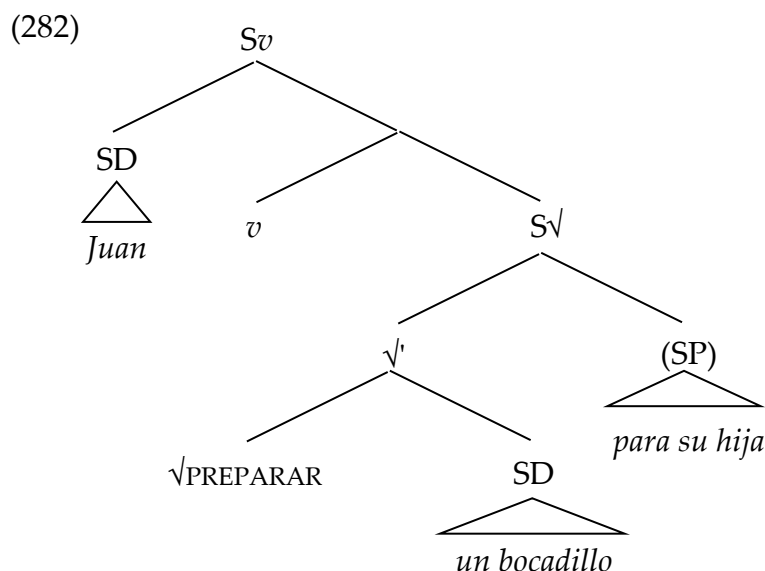 (282)
Sv
SD
Juan
v
S√
√'
(SP)
para su hija
√PREPARAR
SD
un bocadillo